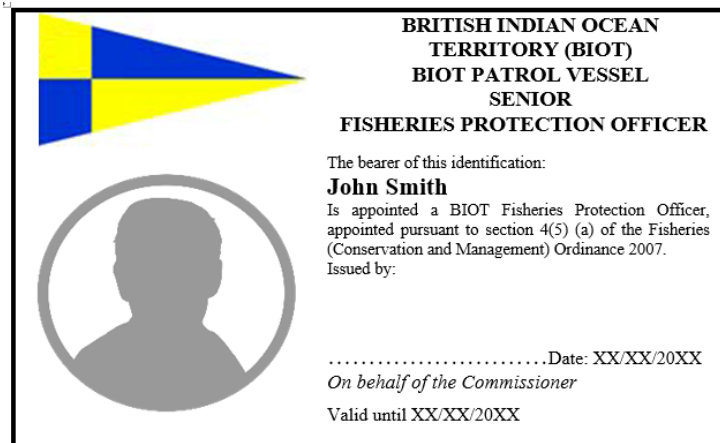 BRITISH INDIAN OCEAN
TERRITORY (BIOT)
BIOT PATROL VESSEL
SENIOR
FISHERIES PROTECTION OFFICER
The bearer of this identification:
John Smith
Is appointed a BIOT Fisheries Protection Officer,
appointed pursuant to section 4(5) (a) of the Fisheries
(Conservation and Management) Ordinance 2007.
Issued by:
...........................Date: XX/XX/20XX
On behalf of the Commissioner
Valid until XX/XX/20XX